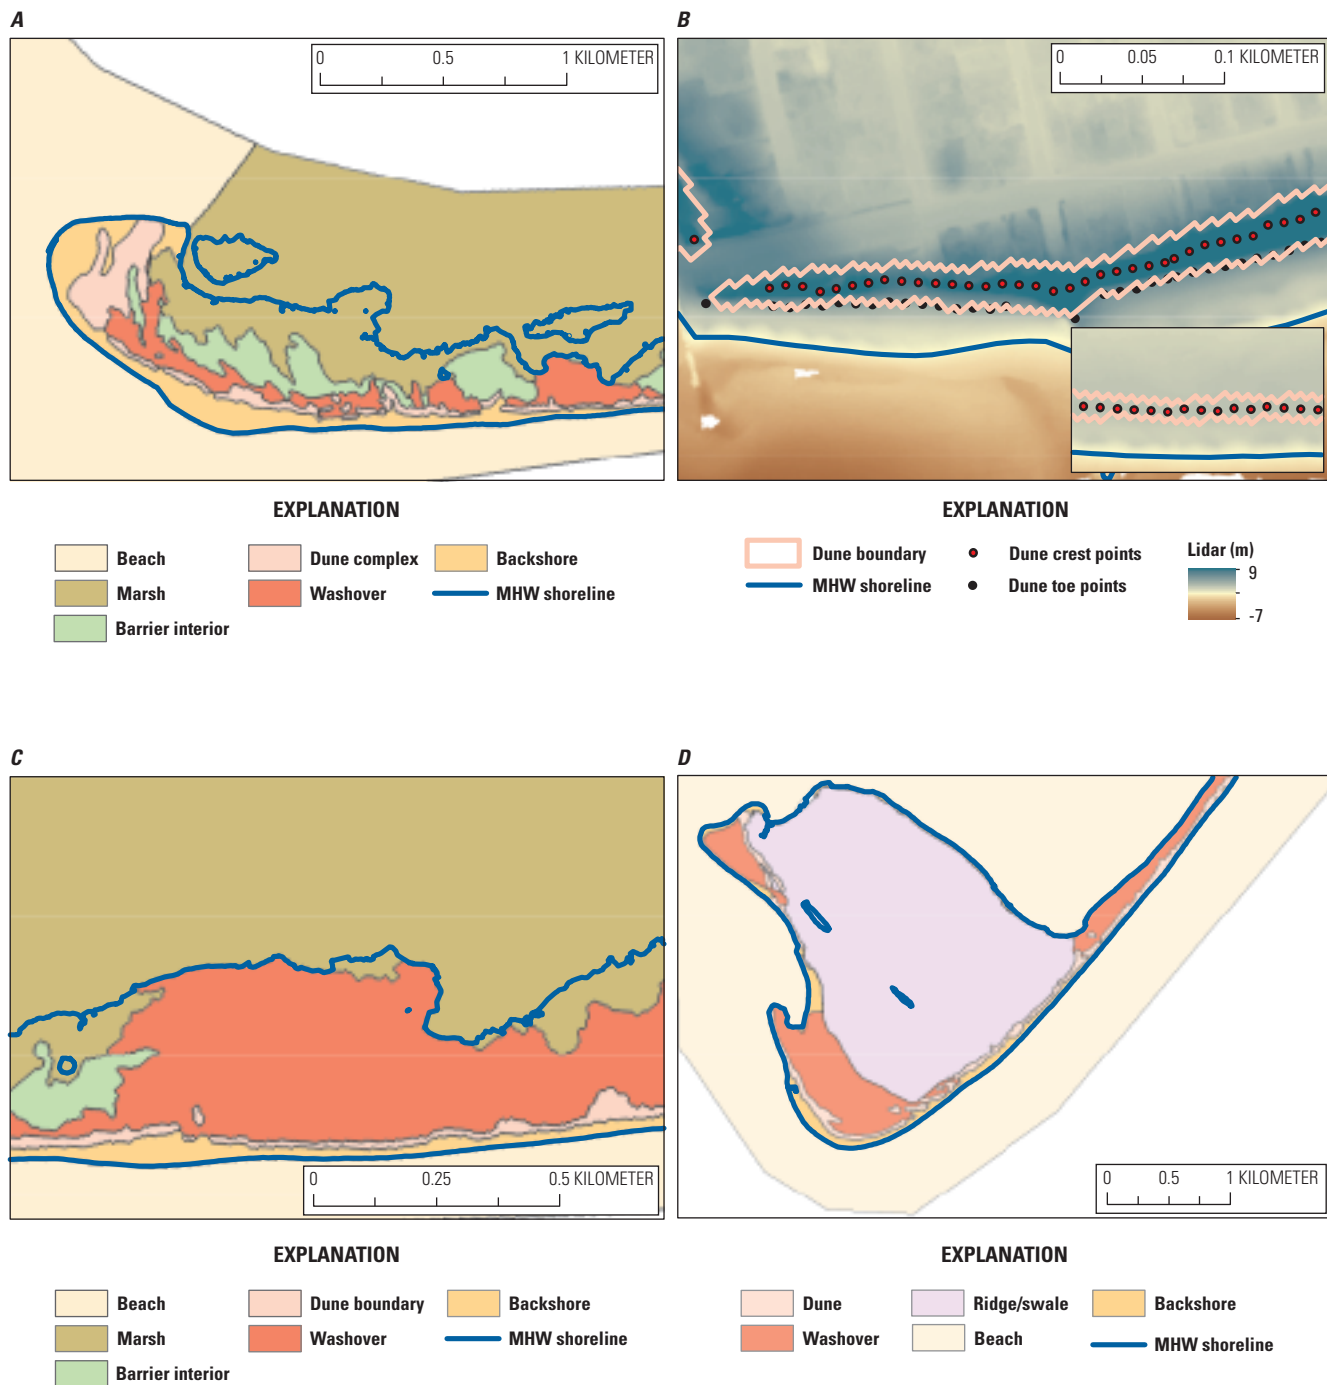 A
0 0.5 1 KILOMETER
EXPLANATION
Beach
Dune complex
Backshore
Marsh
Washover
MHW shoreline
Barrier interior
B
0 0.05 0.1 KILOMETER
EXPLANATION
Dune boundary
Dune crest points
MHW shoreline
Dune toe points
Lidar (m)
9
-7
C
0 0.25 0.5 KILOMETER
EXPLANATION
Beach
Dune boundary
Backshore
Marsh
Washover
MHW shoreline
Barrier interior
D
0 0.5 1 KILOMETER
EXPLANATION
Dune
Ridge/swale
Backshore
Washover
Beach
MHW shoreline